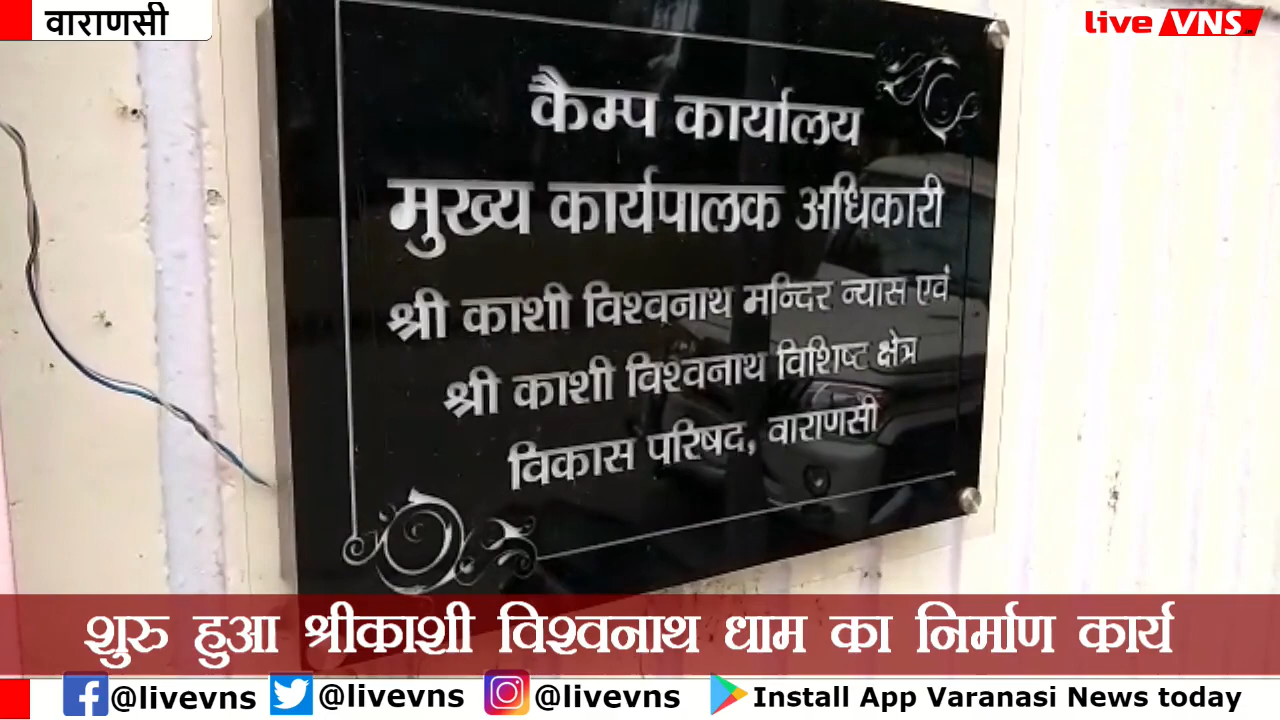 वाराणसी
live VNS.in
कैम्प कार्यालय
मुख्य कार्यपालक अधिकारी
श्री काशी विश्वनाथ मन्दिर न्यास एवं
श्री काशी विश्वनाथ विशिष्ट क्षेत्र
विकास परिषद, वाराणसी
शुरु हुआ श्रीकाशी विश्वनाथ धाम का निर्माण कार्य
@livevns @livevns @livevns Install App Varanasi News today